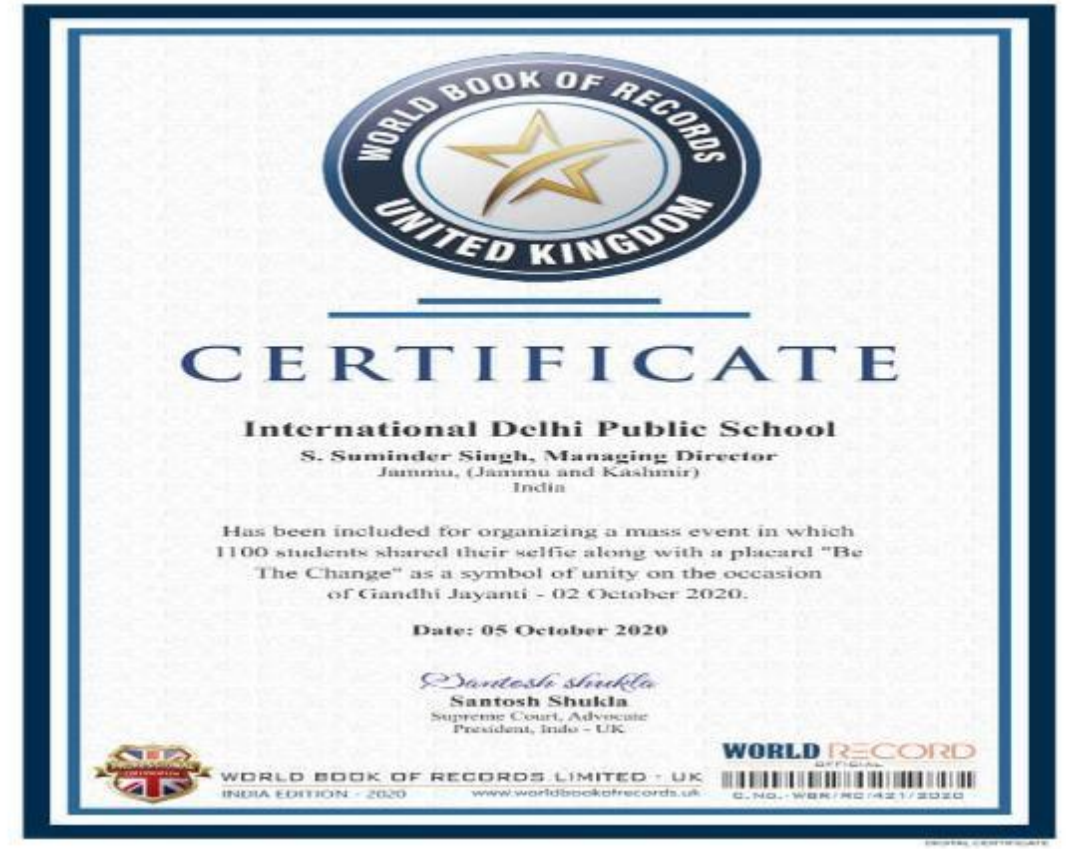 WORLD BOOK OF RECORDS
UNITED KINGDOM
CERTIFICATE
International Delhi Public School
S. Suminder Singh, Managing Director
Jammu, (Jammu and Kashmir)
India
Has been included for organizing a mass event in which
1100 students shared their selfie along with a placard "Be
The Change" as a symbol of unity on the occasion
of Gandhi Jayanti - 02 October 2020.
Date: 05 October 2020
Santosh shukla
Santosh Shukla
Supreme Court, Advocate
President, Indo - UK
WORLD RECORD
OFFICIAL
WORLD BOOK OF RECORDS LIMITED - UK
INDIA EDITION - 2020 www.worldbookofrecords.uk
C.No.-WBR/RC/421/2020
DIGITAL CERTIFICATE